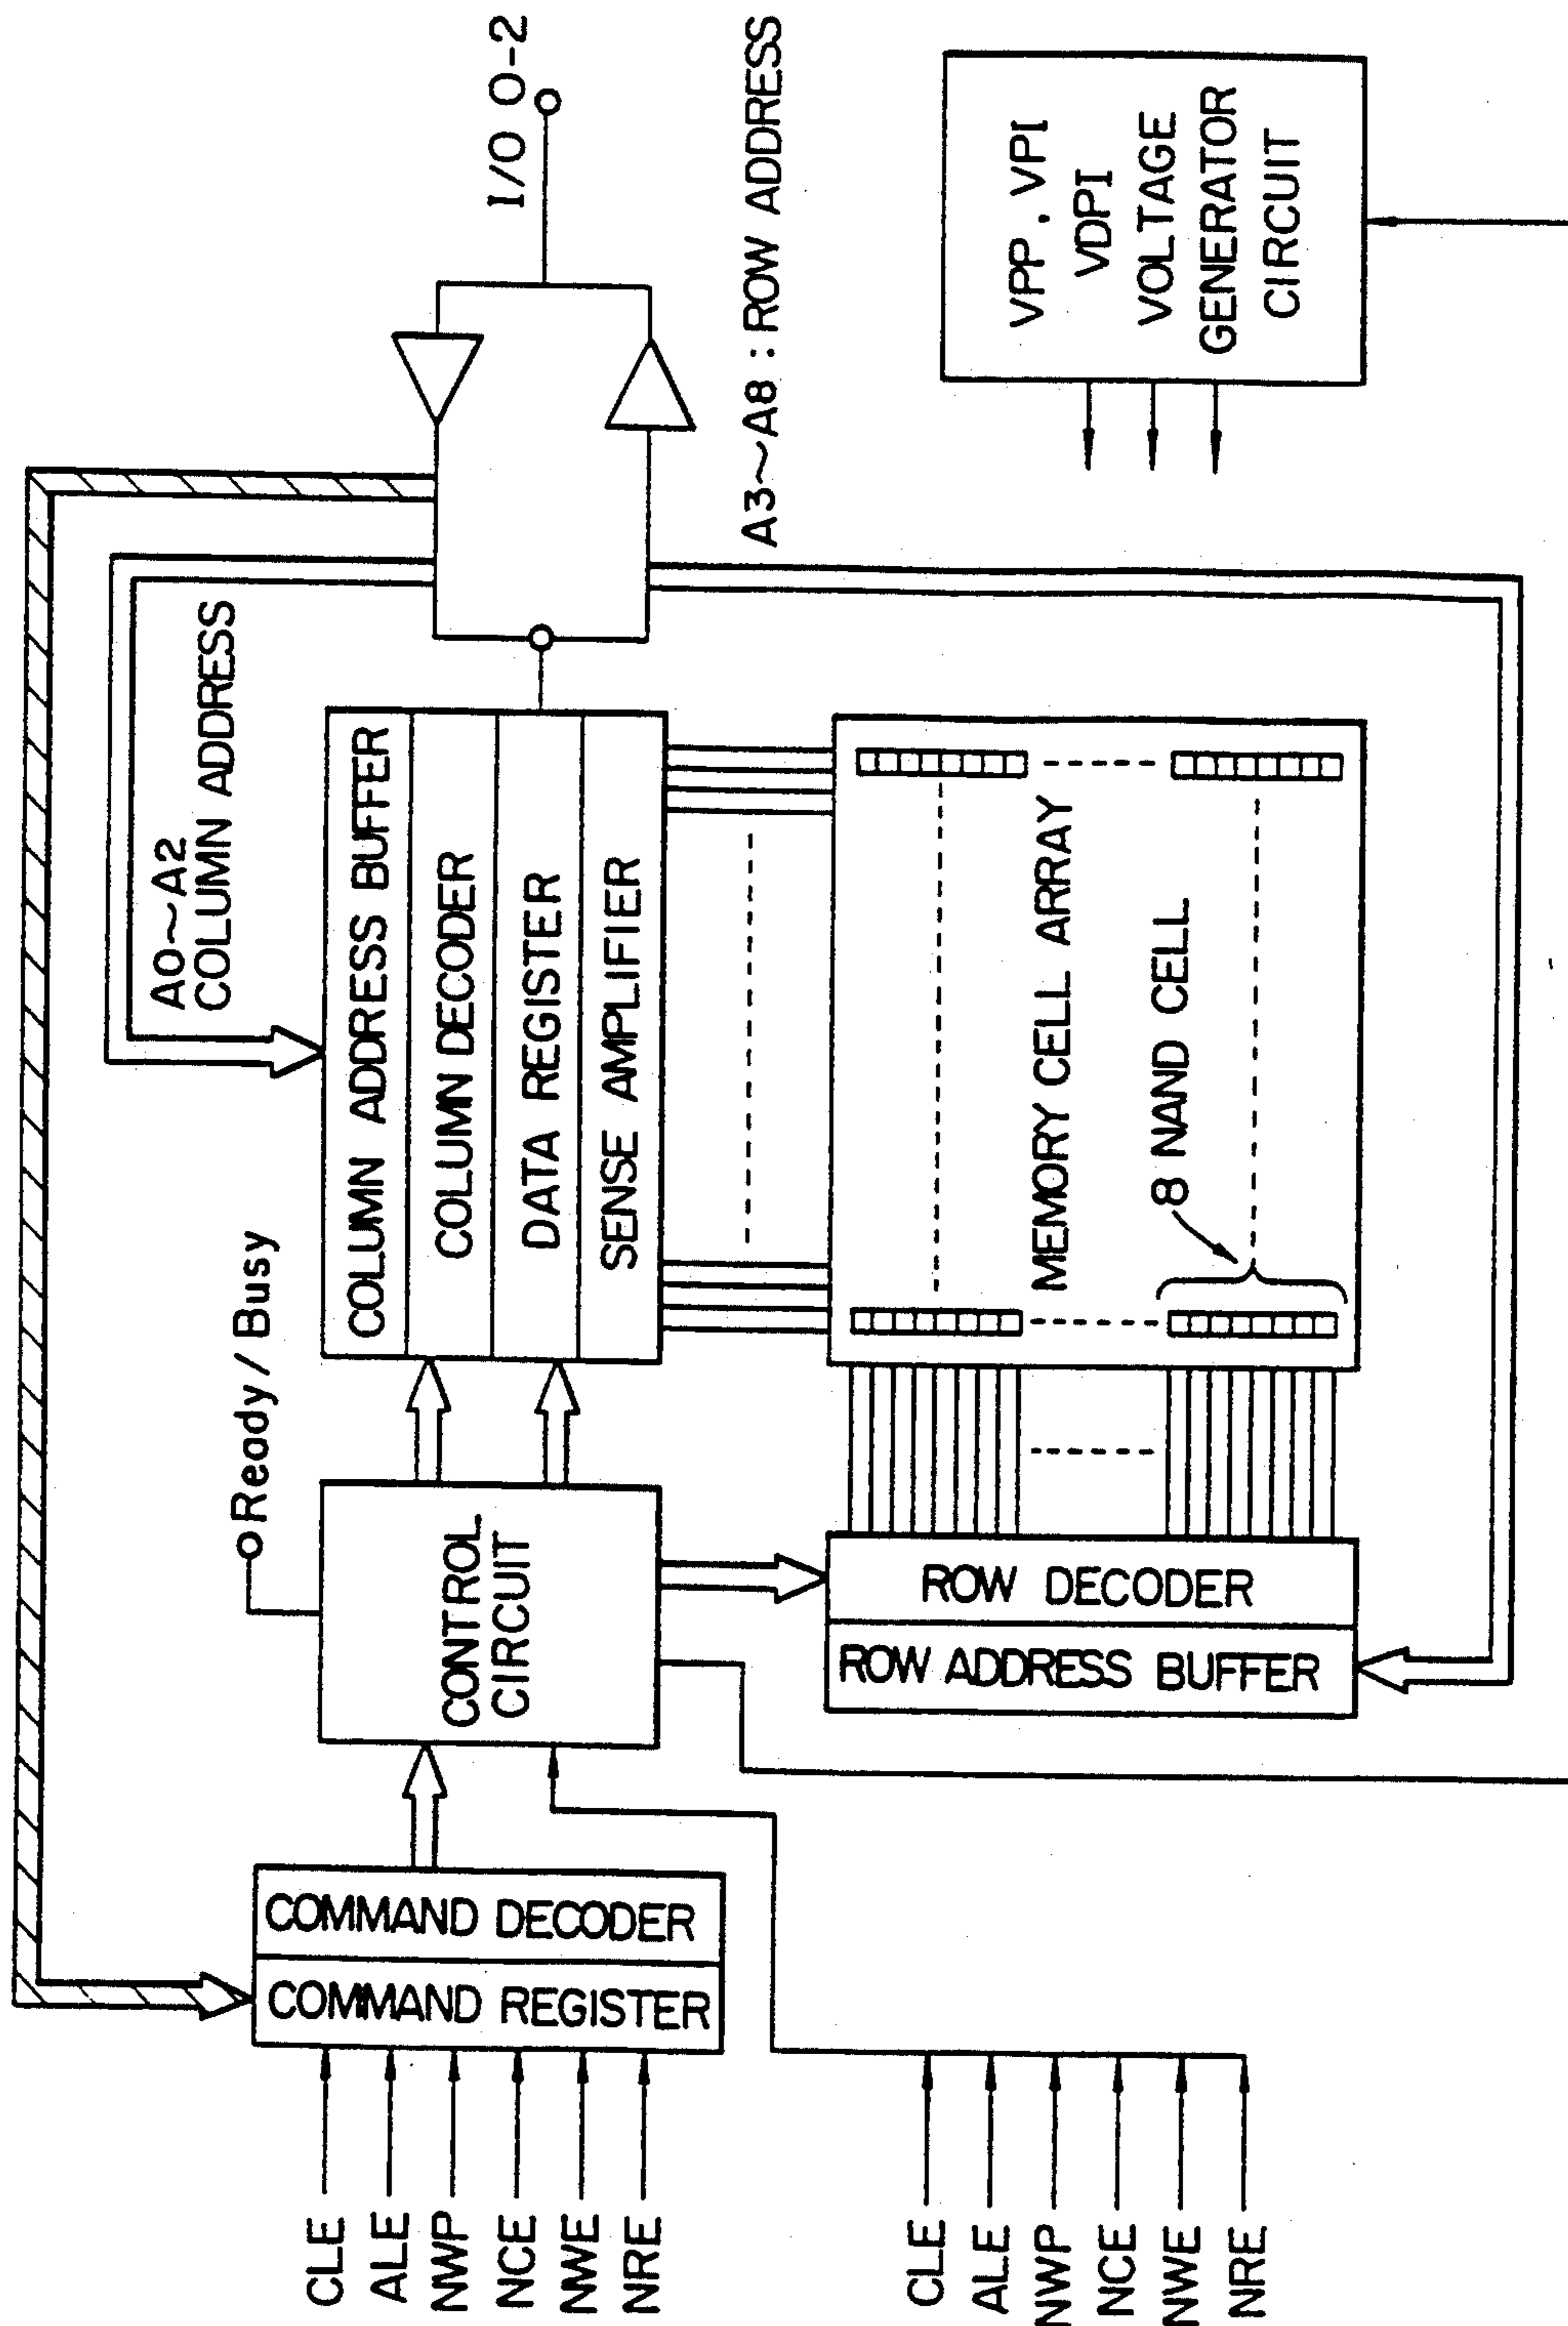 I/O 0-2
A0~A2
COLUMN ADDRESS
Ready/Busy
COLUMN ADDRESS BUFFER
COLUMN DECODER
DATA REGISTER
SENSE AMPLIFIER
A3~A8 : ROW ADDRESS
CONTROL
CIRCUIT
COMMAND DECODER
COMMAND REGISTER
CLE
ALE
NWP
NCE
NWE
NRE
MEMORY CELL ARRAY
8 NAND CELL
ROW DECODER
ROW ADDRESS BUFFER
VPP, VPI
VDPI
VOLTAGE
GENERATOR
CIRCUIT
CLE
ALE
NWP
NCE
NWE
NRE